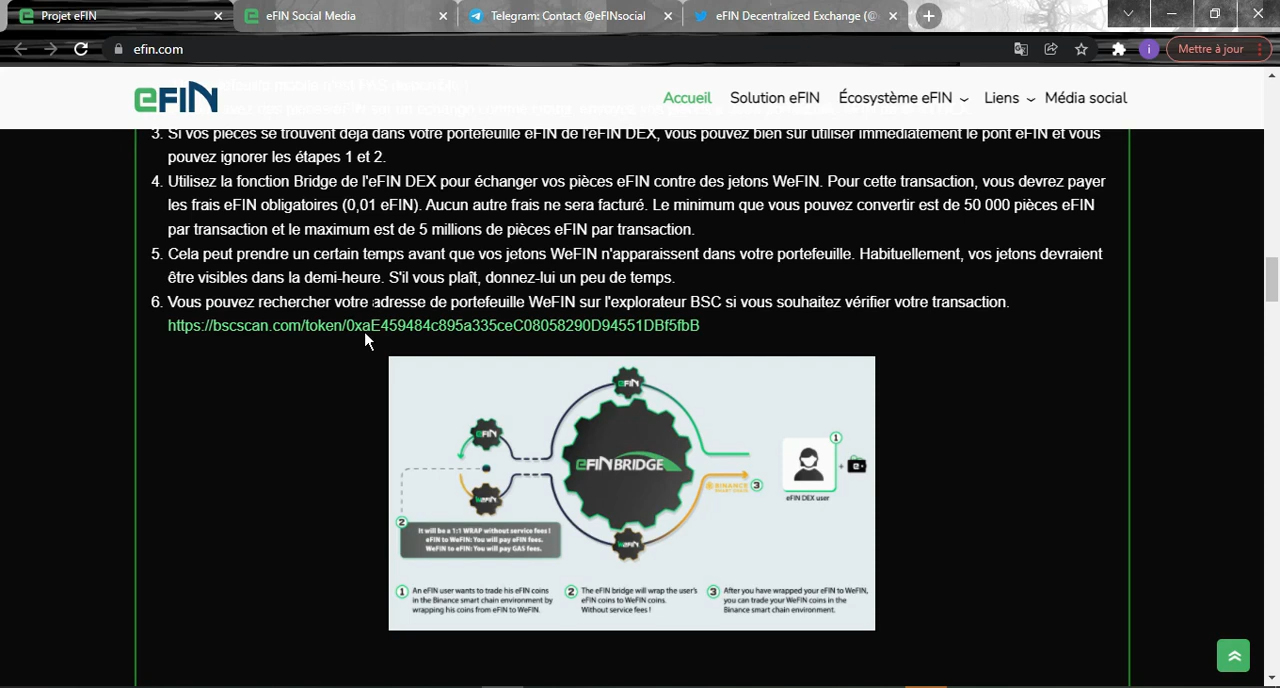 Projet eFIN
eFIN Social Media
Telegram: Contact @eFINsocial
eFIN Decentralized Exchange (@
efin.com
i
Mettre à jour
eFIN
Accueil
Solution eFIN
Écosystème eFIN
Liens
Média social
3. Si vos pièces se trouvent déjà dans votre portefeuille eFIN de l'eFIN DEX, vous pouvez bien sûr utiliser immédiatement le pont eFIN et vous
pouvez ignorer les étapes 1 et 2.
4. Utilisez la fonction Bridge de l'eFIN DEX pour échanger vos pièces eFIN contre des jetons WeFIN. Pour cette transaction, vous devrez payer
les frais eFIN obligatoires (0,01 eFIN). Aucun autre frais ne sera facturé. Le minimum que vous pouvez convertir est de 50 000 pièces eFIN
par transaction et le maximum est de 5 millions de pièces eFIN par transaction.
5. Cela peut prendre un certain temps avant que vos jetons WeFIN n'apparaissent dans votre portefeuille. Habituellement, vos jetons devraient
être visibles dans la demi-heure. S'il vous plaît, donnez-lui un peu de temps.
6. Vous pouvez rechercher votre adresse de portefeuille WeFIN sur l'explorateur BSC si vous souhaitez vérifier votre transaction.
https://bscscan.com/token/0xaE459484c895a335ceC08058290D94551DBf5fbB
eFIN
eFIN
eFIN BRIDGE
WeFIN
WeFIN
BINANCE
SMART CHAIN
3
1
eFIN DEX user
2
It will be a 1:1 WRAP without service fees !
eFIN to WeFIN: You will pay eFIN fees.
WeFIN to eFIN: You will pay GAS fees.
1 An eFIN user wants to trade his eFIN coins
in the Binance smart chain environment by
wrapping his coins from eFIN to WeFIN.
2 The eFIN bridge will wrap the user's
eFIN coins to WeFIN coins.
Without service fees !
3 After you have wrapped your eFIN to WeFIN,
you can trade your WeFIN coins in the
Binance smart chain environment.